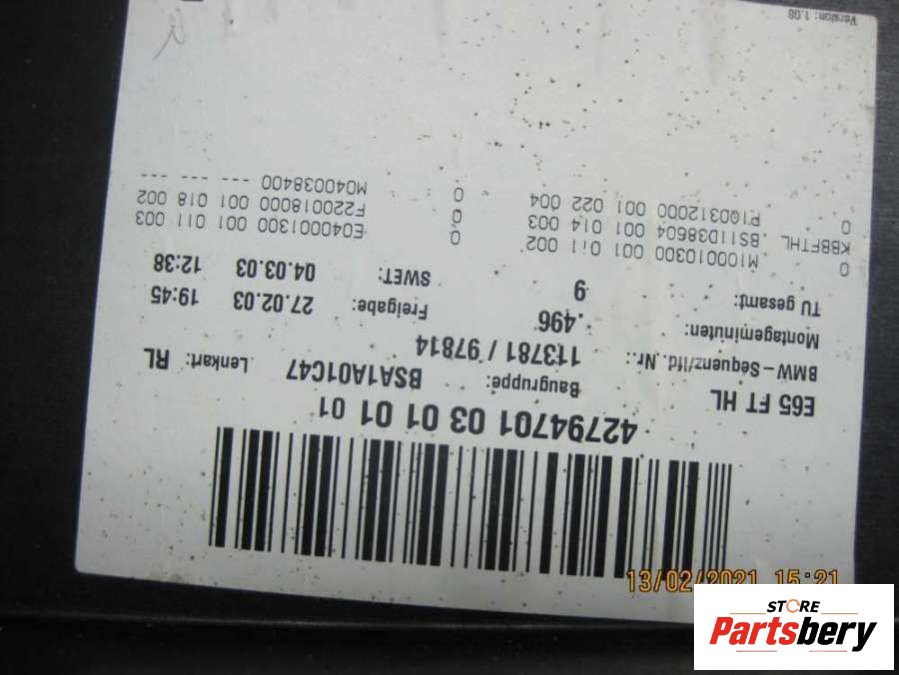 42794701 03 01 01 01
E65 FT HL Baugruppe: BSA1A01C47 Lenkart: RL
BMW-Sequenz/lfd.Nr.: 113781 / 97814
Montageminuten: .496 Freigabe: 27.02.03 19:45
TU gesamt: 9 SWET: 04.03.03 12:38
0 M10010300 001 011 002 0 E040001300 001 011 003
KBBFTHL .BS11D38604 001 014 003 0 F220018000 001 018 002
0 001 022 004 0 M040038400 --- --- ---
Version: 1.08
13/02/2021 15:21
STORE
Partsbery